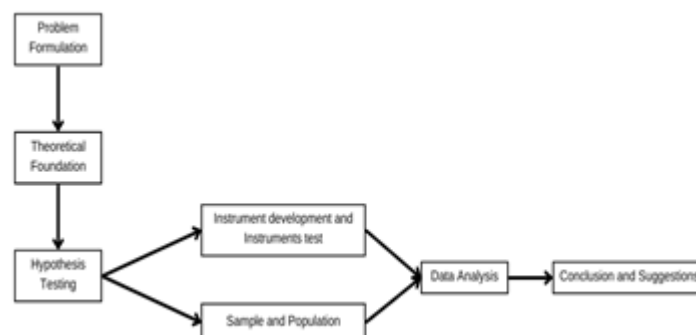 Problem
Formulation
Theoretical
Foundation
Hypothesis
Testing
Instrument development and
Instruments test
Sample and Population
Data Analysis
Conclusion and Suggestions